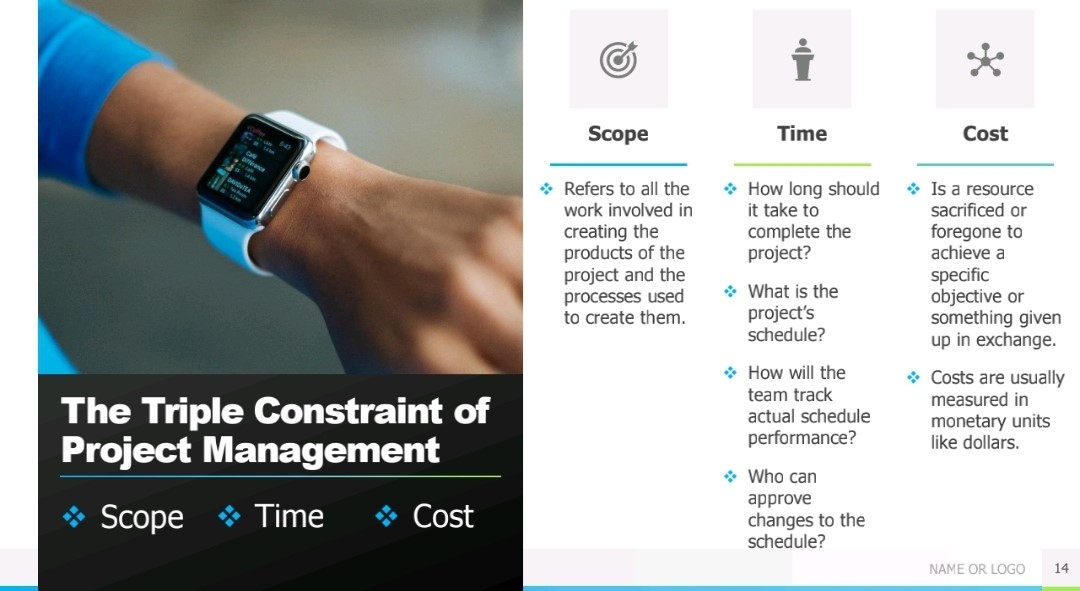 The Triple Constraint of
Project Management
Scope
Time
Cost
Scope
Refers to all the
work involved in
creating the
products of the
project and the
processes used
to create them.
Time
How long should
it take to
complete the
project?
What is the
project's
schedule?
How will the
team track
actual schedule
performance?
Who can
approve
changes to the
schedule?
Cost
Is a resource
sacrificed or
foregone to
achieve a
specific
objective or
something given
up in exchange.
Costs are usually
measured in
monetary units
like dollars.
NAME OR LOGO
14